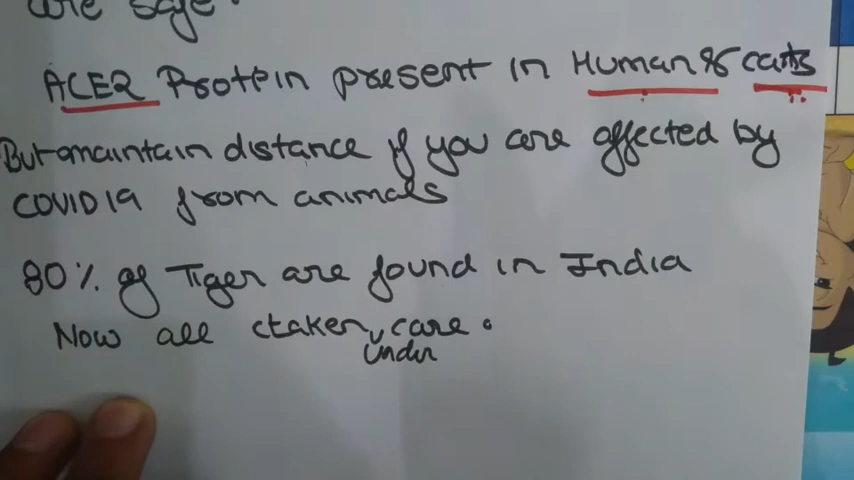 are safe.
ACER Protein present in Human & cats
But maintain distance if you are affected by
COVID19 from animals
80% of Tiger are found in India
Now all taken care.
under